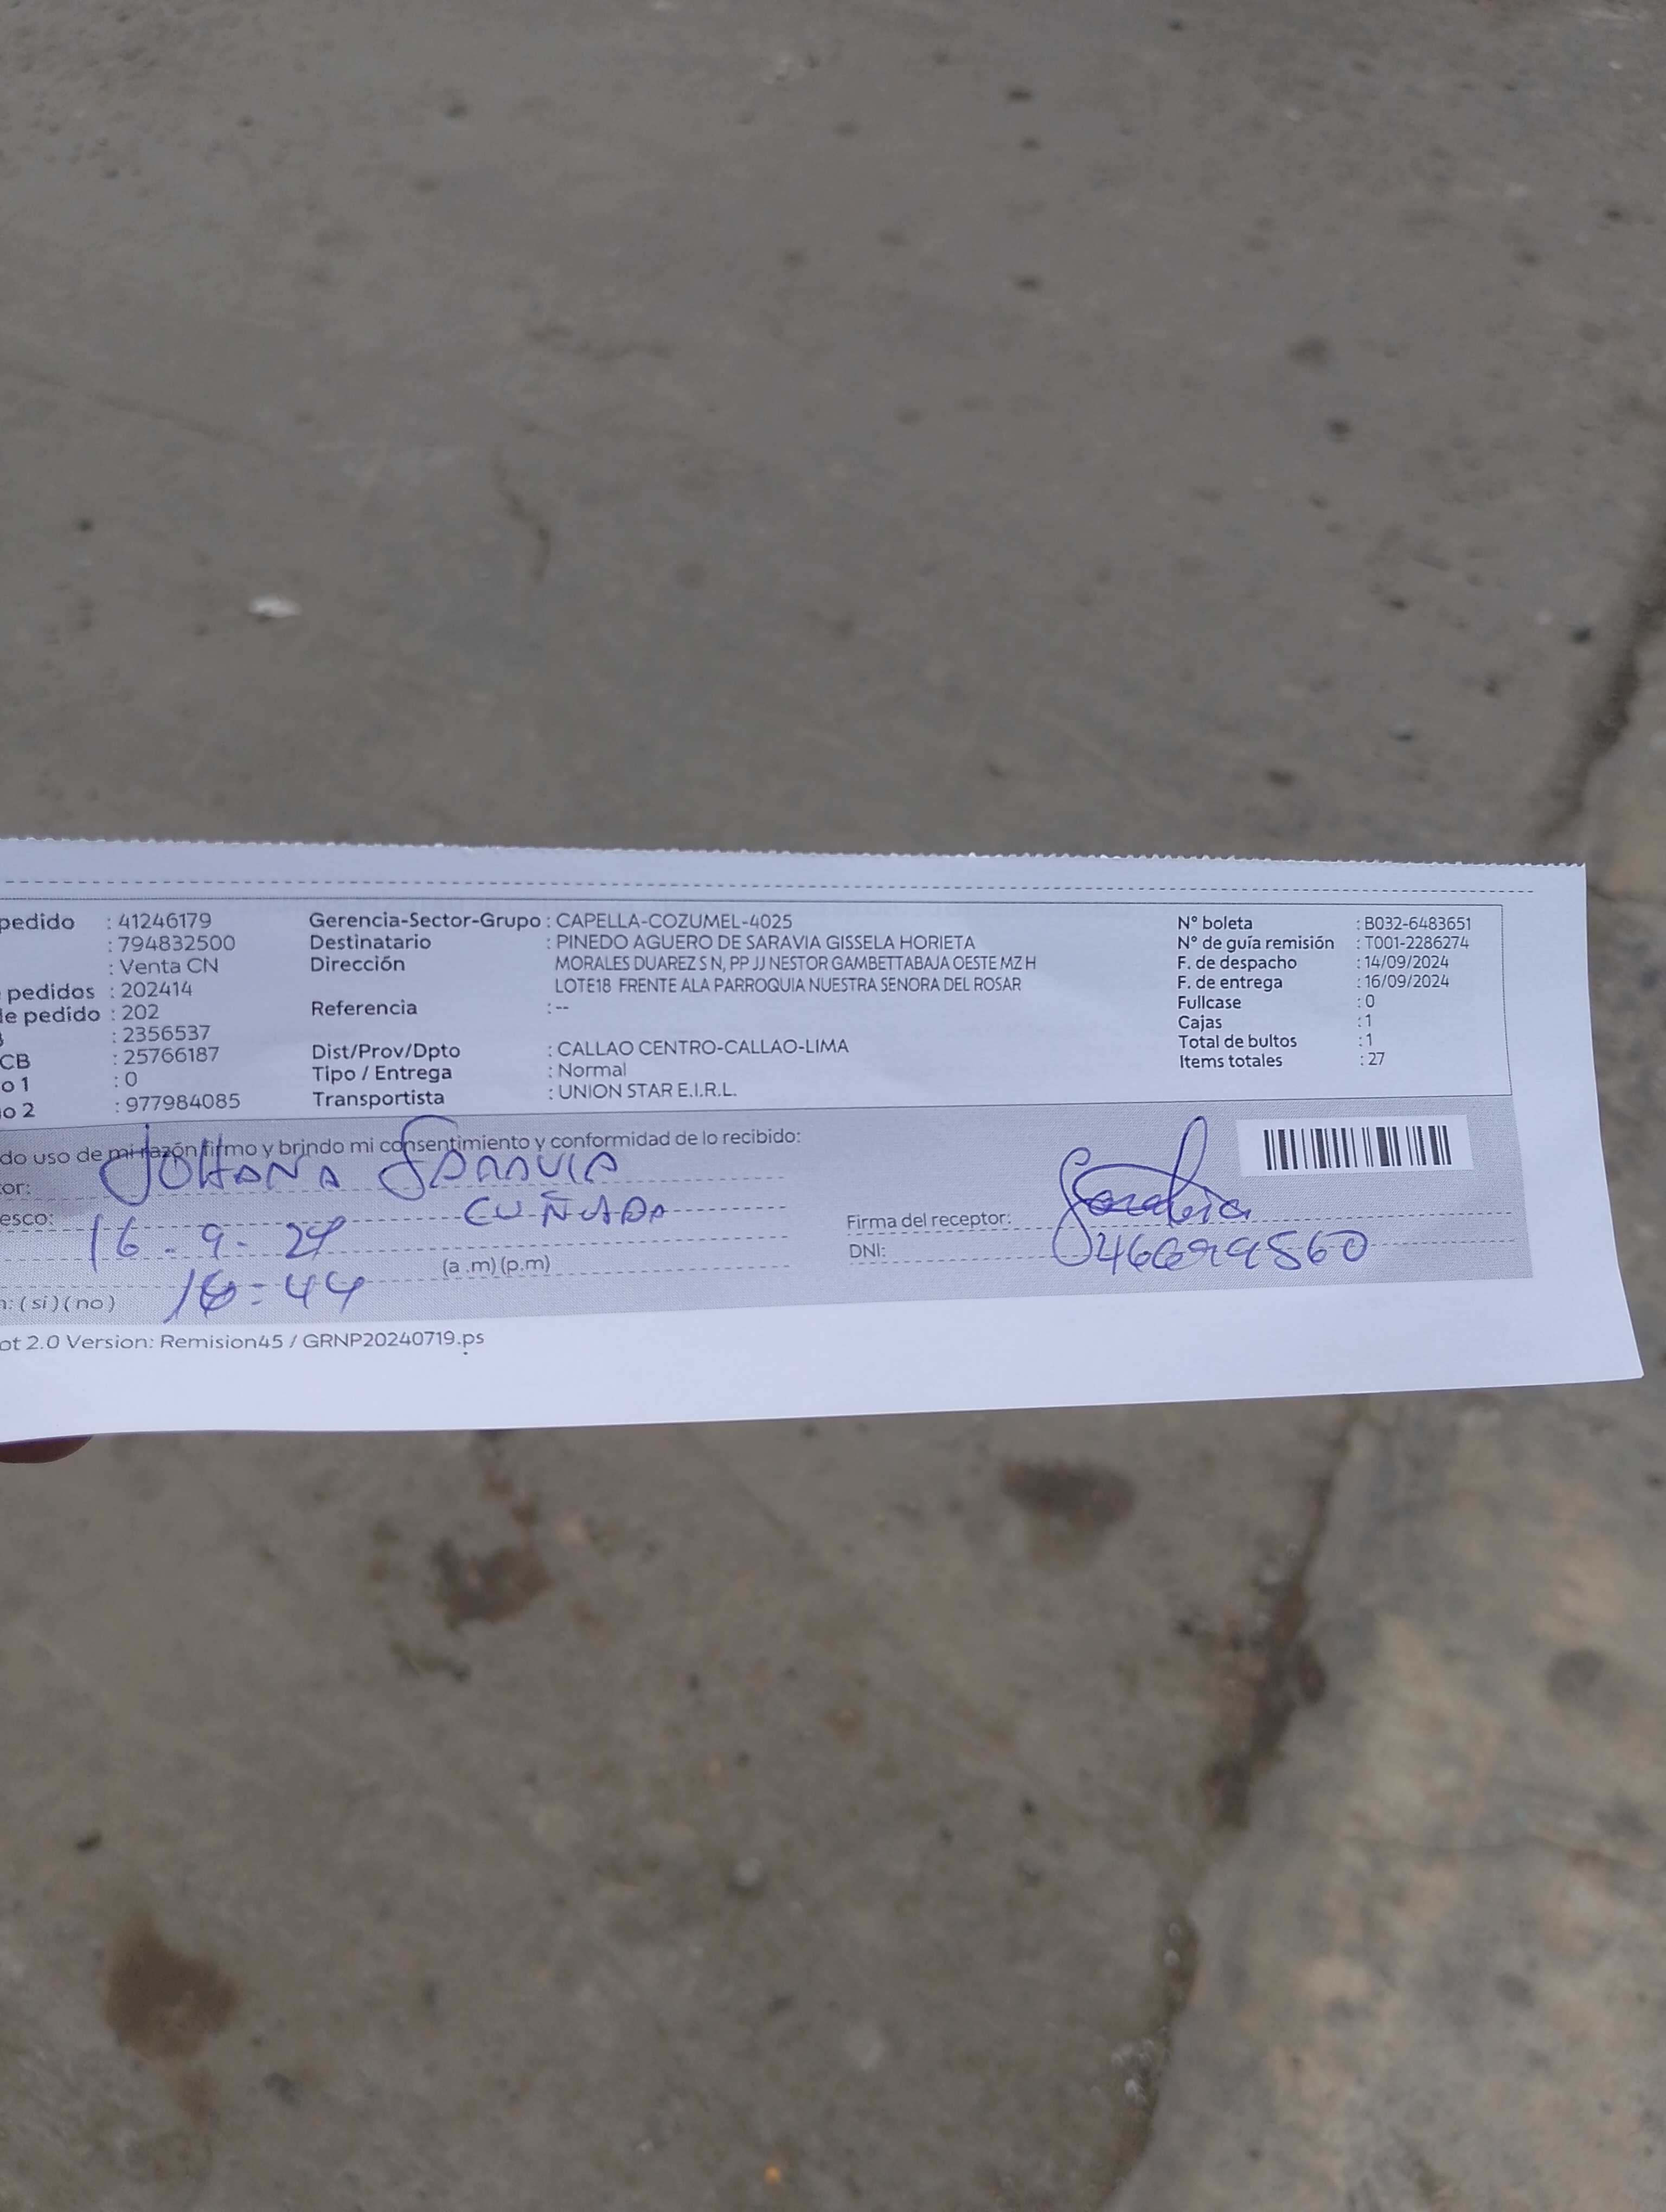 pedido : 41246179
: 794832500
: Venta CN
pedidos : 202414
de pedido : 202
: 2356537
CB : 25766187
o 1 : 0
o 2 : 977984085
Gerencia-Sector-Grupo : CAPELLA-COZUMEL-4025
Destinatario : PINEDO AGUERO DE SARAVIA GISSELA HORIETA
Dirección MORALES DUAREZ S N, PP JJ NESTOR GAMBETTABAJA OESTE MZ H
LOTE18 FRENTE ALA PARROQUIA NUESTRA SENORA DEL ROSAR
Referencia : --
Dist/Prov/Dpto : CALLAO CENTRO-CALLAO-LIMA
Tipo / Entrega : Normal
Transportista : UNION STAR E.I.R.L.
N° boleta : B032-6483651
N° de guía remisión : T001-2286274
F. de despacho : 14/09/2024
F. de entrega : 16/09/2024
Fullcase : 0
Cajas : 1
Total de bultos : 1
Items totales : 27
do uso de mi razón firmo y brindo mi consentimiento y conformidad de lo recibido:
or: JOHANA SARAVIA
esco: CUÑADA
16-9-24
16:44 (a .m) (p.m)
n: ( si ) ( no )
Firma del receptor: Saravia
DNI:
ot 2.0 Version: Remision45 / GRNP20240719.ps